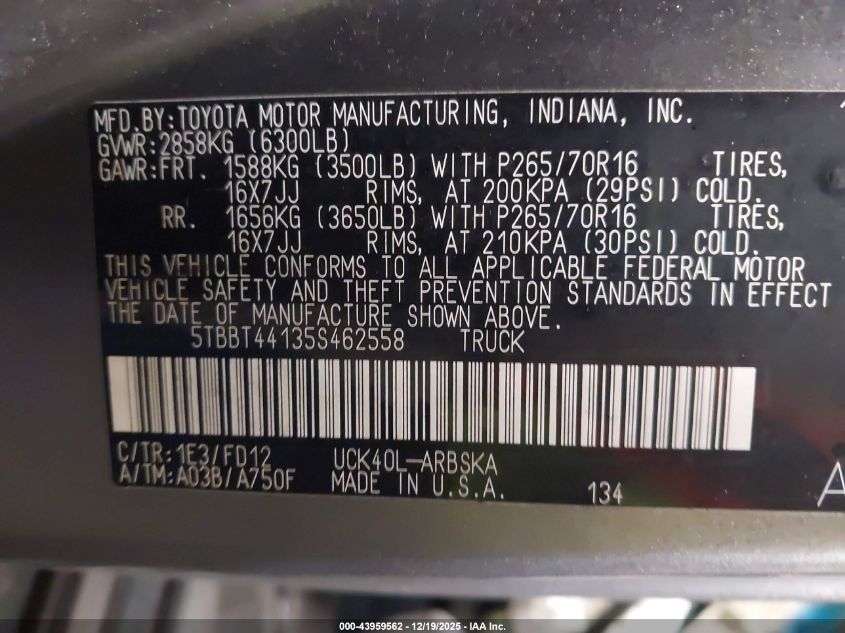 MFD.BY:TOYOTA MOTOR MANUFACTURING, INDIANA, INC.
GVWR:2858KG (6300LB)
GAWR:FRT. 1588KG (3500LB) WITH P265/70R16 TIRES,
16X7JJ RIMS, AT 200KPA (29PSI) COLD.
RR. 1656KG (3650LB) WITH P265/70R16 TIRES,
16X7JJ RIMS, AT 210KPA (30PSI) COLD.
THIS VEHICLE CONFORMS TO ALL APPLICABLE FEDERAL MOTOR
VEHICLE SAFETY AND THEFT PREVENTION STANDARDS IN EFFECT
THE DATE OF MANUFACTURE SHOWN ABOVE.
5TBBT44135S462558 TRUCK
C/TR:1E3/FD12 UCK40L-ARBSKA
A/TM:A03B/A750F MADE IN U.S.A. 134
000-43959562 - 12/19/2025 - IAA Inc.